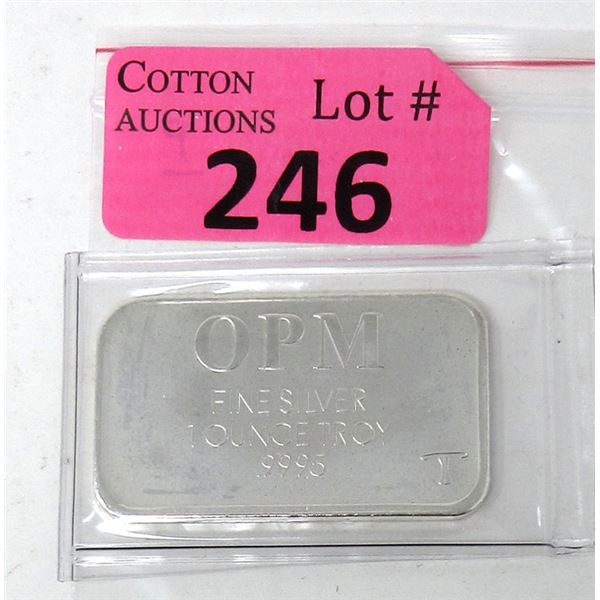 COTTON Lot #
AUCTIONS
246
OPM
FINE SILVER
1 OUNCE TROY
.9995
T